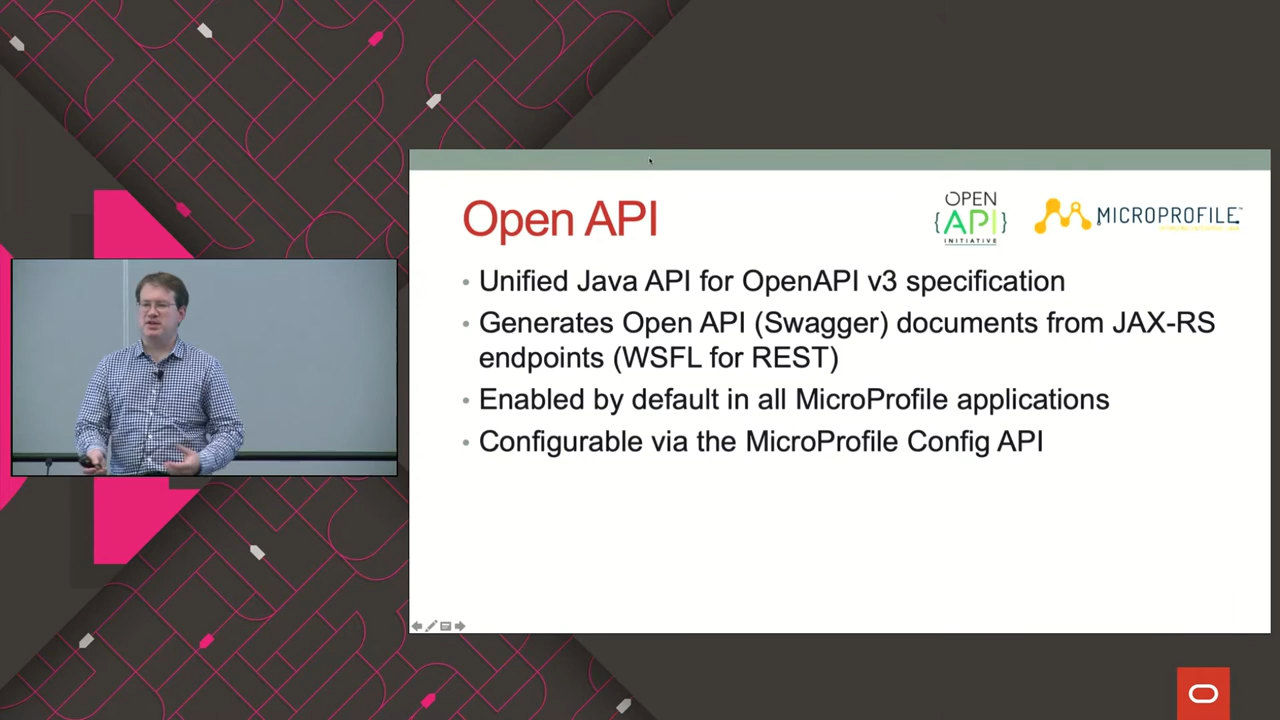 Open API
OPEN
{API}
INITIATIVE
MICROPROFILE™
• Unified Java API for OpenAPI v3 specification
• Generates Open API (Swagger) documents from JAX-RS
endpoints (WSFL for REST)
• Enabled by default in all MicroProfile applications
• Configurable via the MicroProfile Config API